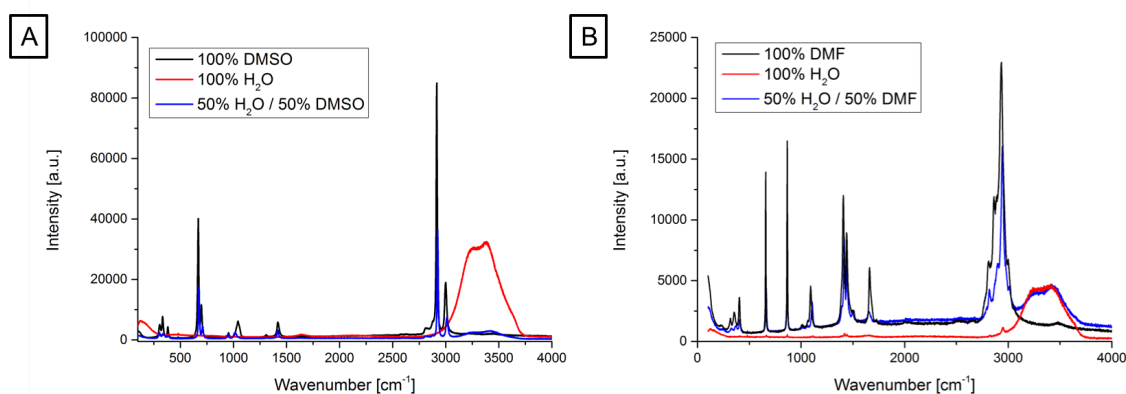 A
100% DMSO
100% H₂O
50% H₂O / 50% DMSO
Intensity [a.u.]
100000
80000
60000
40000
20000
0
500 1000 1500 2000 2500 3000 3500 4000
Wavenumber [cm⁻¹]
B
100% DMF
100% H₂O
50% H₂O / 50% DMF
Intensity [a.u.]
25000
20000
15000
10000
5000
0
0 1000 2000 3000 4000
Wavenumber [cm⁻¹]